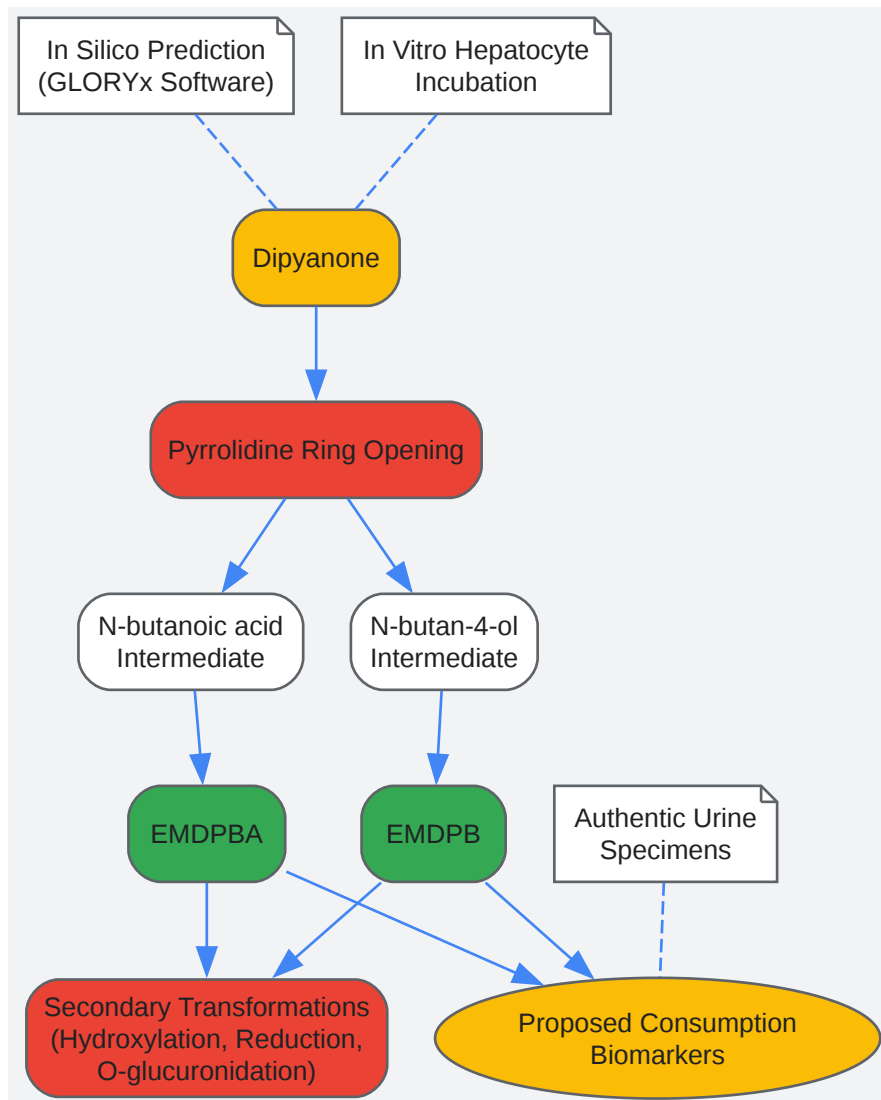 In Silico Prediction
(GLORYx Software)
In Vitro Hepatocyte
Incubation
Dipyanone
Pyrrolidine Ring Opening
N-butanoic acid
Intermediate
N-butan-4-ol
Intermediate
EMDPBA
EMDPB
Authentic Urine
Specimens
Secondary Transformations
(Hydroxylation, Reduction,
O-glucuronidation)
Proposed Consumption
Biomarkers